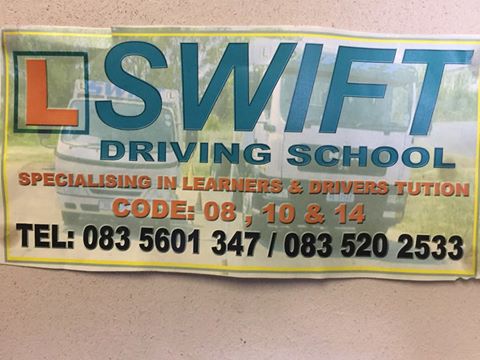 L SWIFT
DRIVING SCHOOL
SPECIALISING IN LEARNERS & DRIVERS TUTION
CODE: 08 , 10 & 14
TEL: 083 5601 347 / 083 520 2533